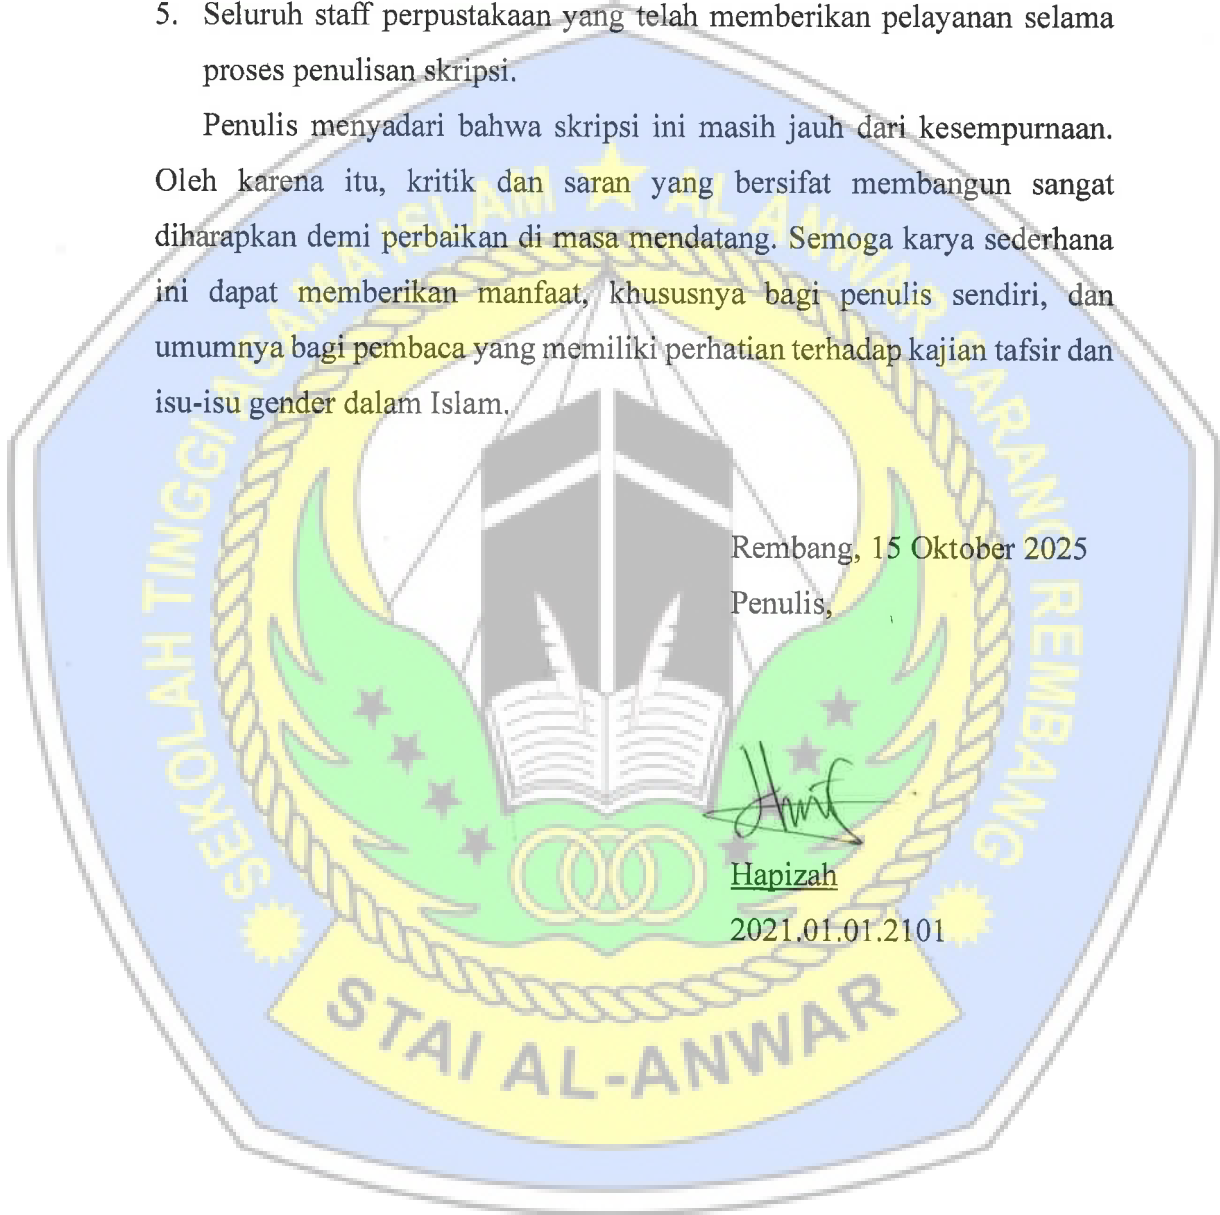 5. Seluruh staff perpustakaan yang telah memberikan pelayanan selama
proses penulisan skripsi.
Penulis menyadari bahwa skripsi ini masih jauh dari kesempurnaan.
Oleh karena itu, kritik dan saran yang bersifat membangun sangat
diharapkan demi perbaikan di masa mendatang. Semoga karya sederhana
ini dapat memberikan manfaat, khususnya bagi penulis sendiri, dan
umumnya bagi pembaca yang memiliki perhatian terhadap kajian tafsir dan
isu-isu gender dalam Islam.
Rembang, 15 Oktober 2025
Penulis,
Hapizah
2021.01.01.2101
SEKOLAH TINGGI AGAMA ISLAM AL ANWAR SARANG REMBANG
STAI AL-ANWAR